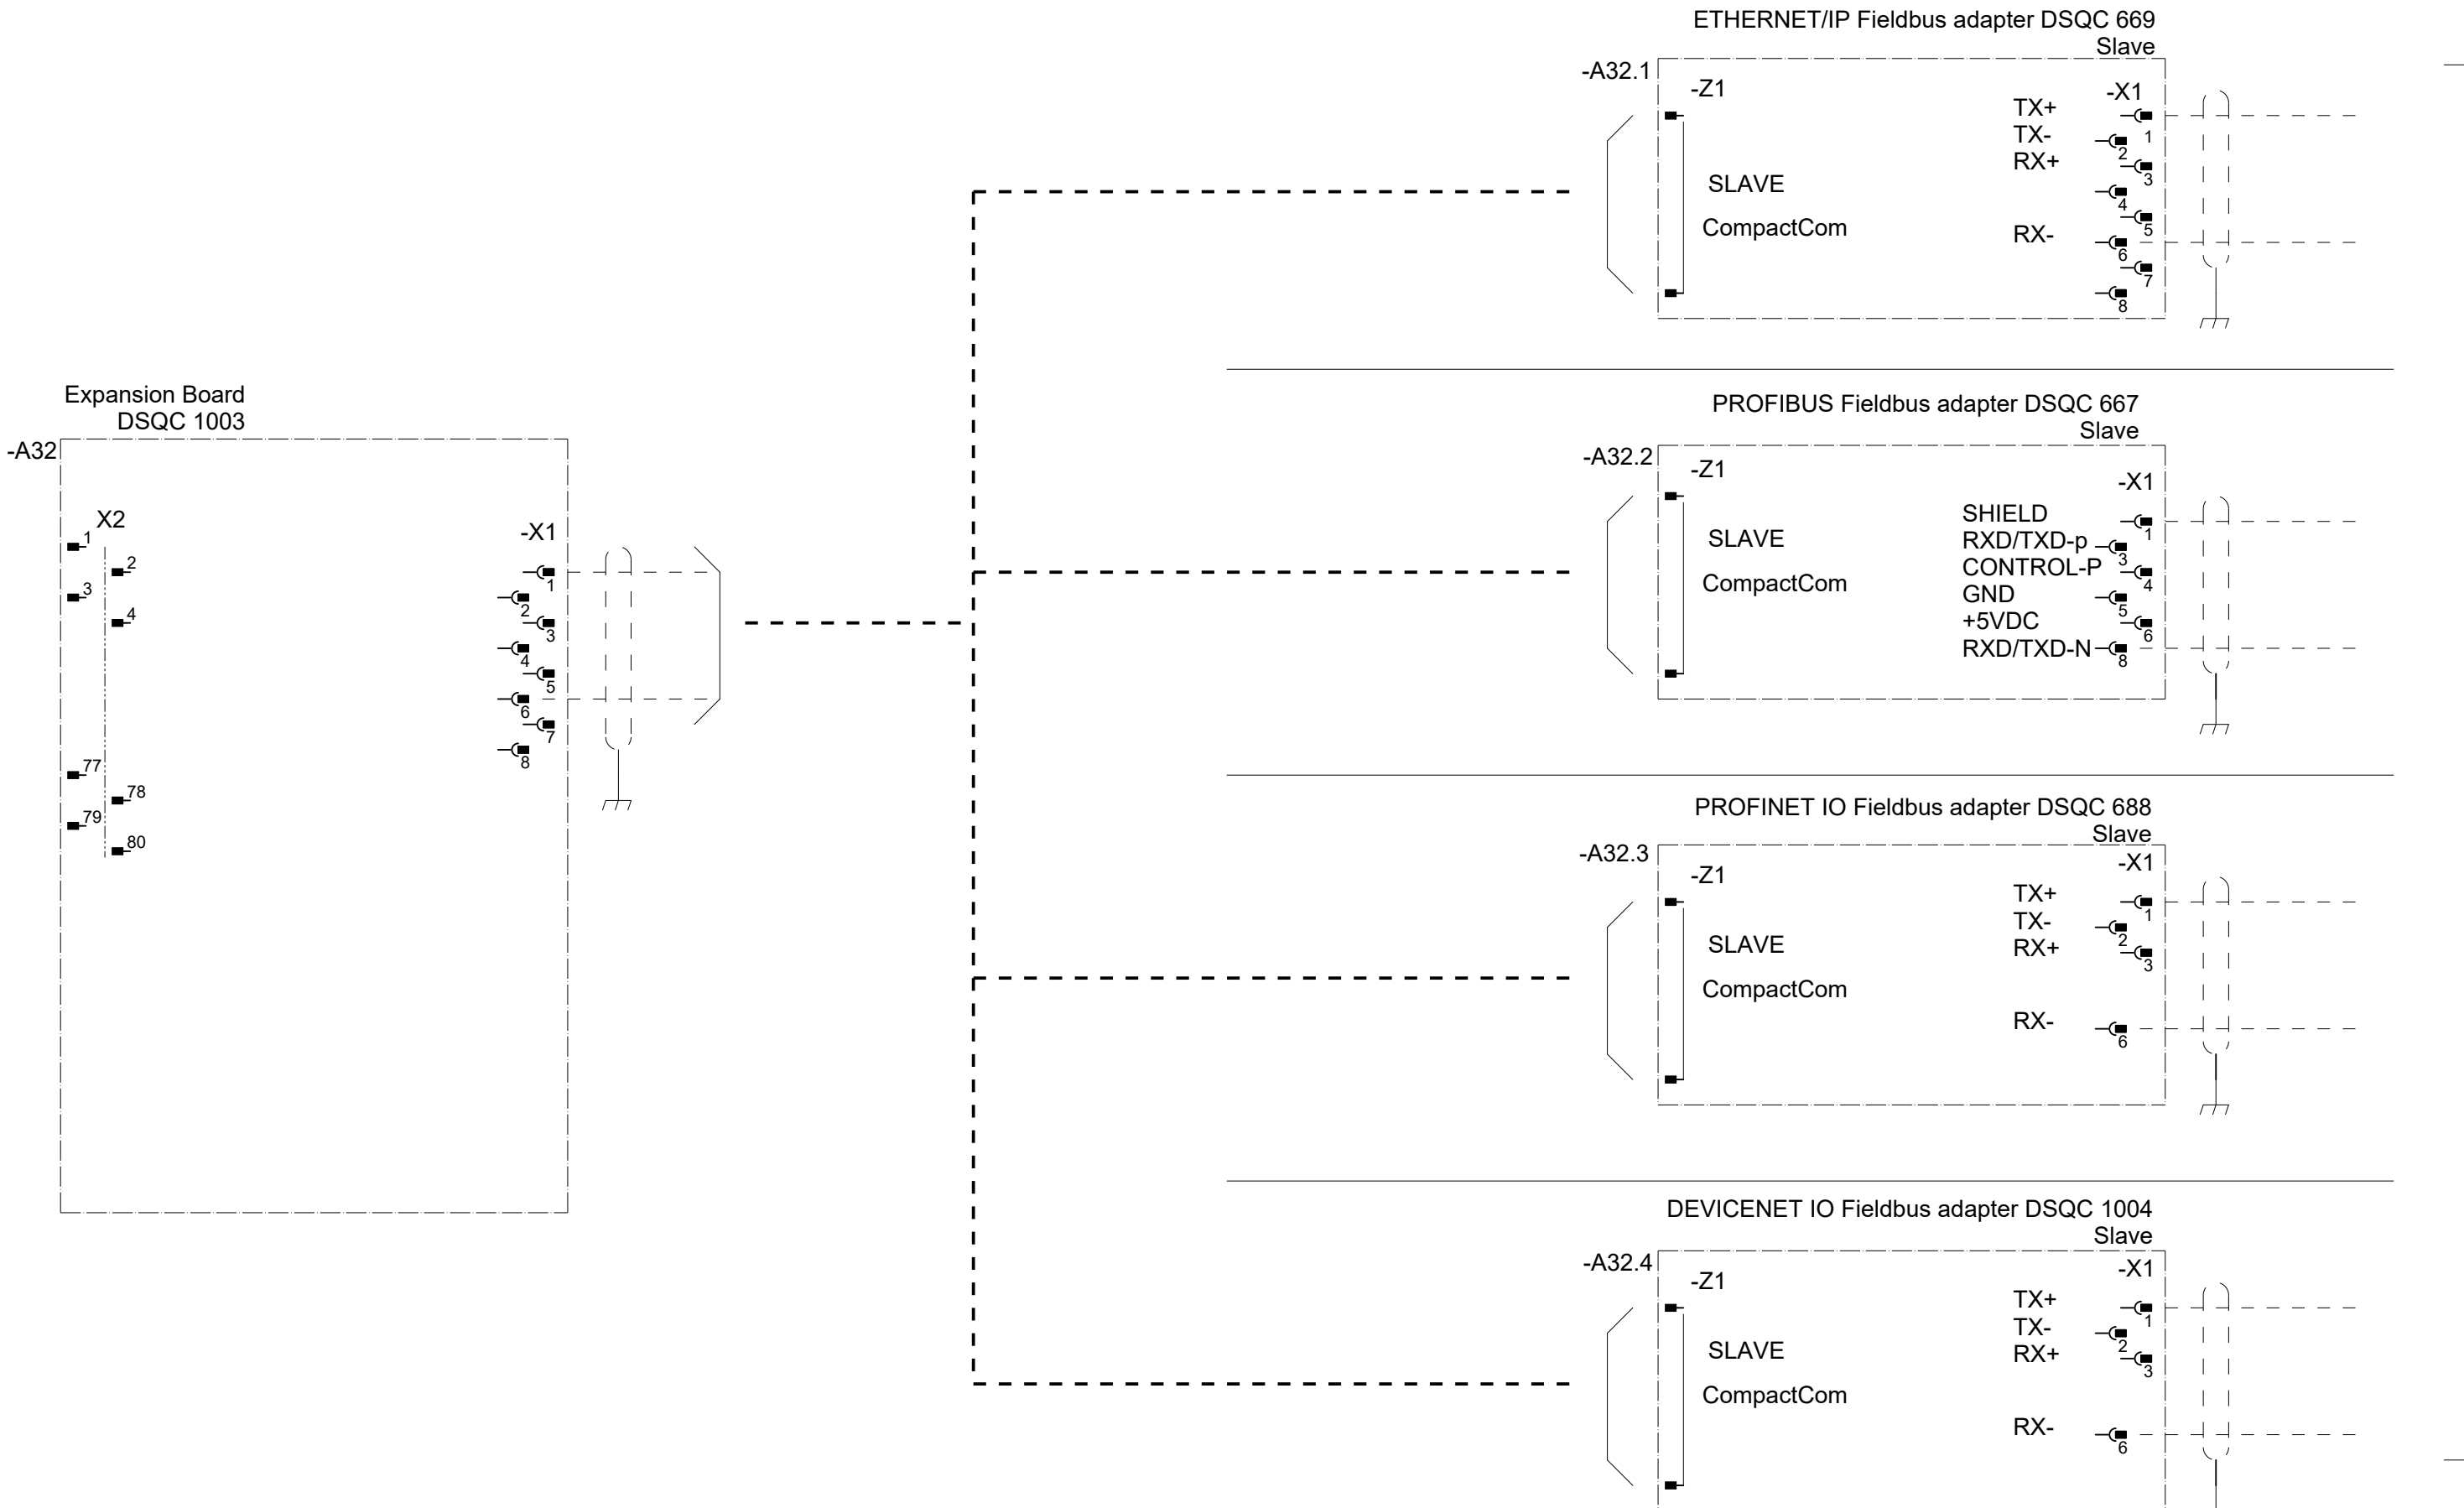 ETHERNET/IP Fieldbus adapter DSQC 669
Slave
-A32.1
-Z1
-X1
TX+
TX-
RX+
RX-
SLAVE
CompactCom
1
2
3
4
5
6
7
8
Expansion Board
DSQC 1003
-A32
X2
1
2
3
4
77
78
79
80
-X1
1
2
3
4
5
6
7
8
PROFIBUS Fieldbus adapter DSQC 667
Slave
-A32.2
-Z1
-X1
SLAVE
CompactCom
SHIELD
RXD/TXD-p
CONTROL-P
GND
+5VDC
RXD/TXD-N
1
3
4
5
6
8
PROFINET IO Fieldbus adapter DSQC 688
Slave
-A32.3
-Z1
-X1
SLAVE
CompactCom
TX+
TX-
RX+
RX-
1
2
3
6
DEVICENET IO Fieldbus adapter DSQC 1004
Slave
-A32.4
-Z1
-X1
SLAVE
CompactCom
TX+
TX-
RX+
RX-
1
2
3
6